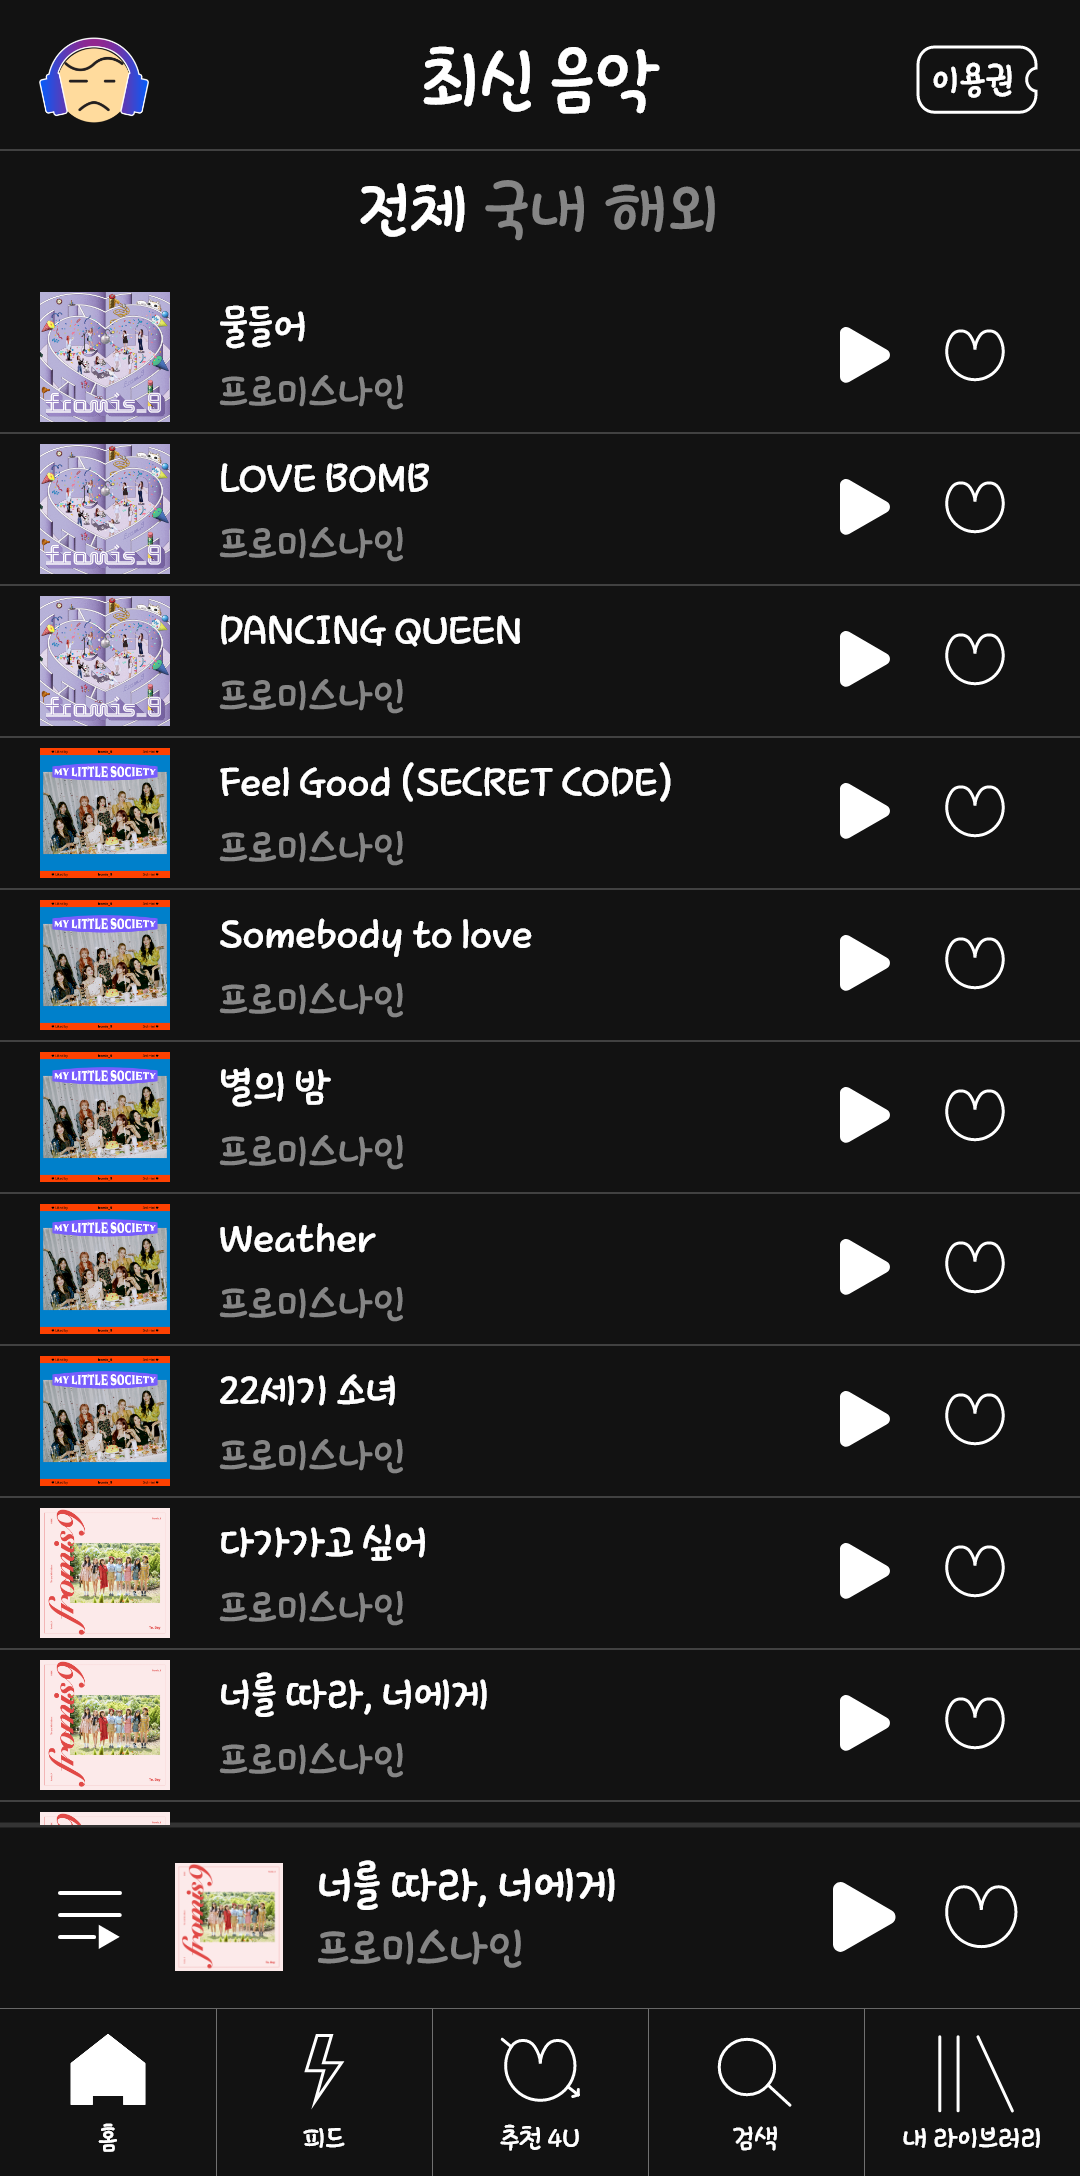 최신 음악
이용권
전체 국내 해외
물들어
프로미스나인
fromis_9
LOVE BOMB
프로미스나인
fromis_9
DANCING QUEEN
프로미스나인
fromis_9
Feel Good (SECRET CODE)
프로미스나인
MY LITTLE SOCIETY
Somebody to love
프로미스나인
MY LITTLE SOCIETY
별의 밤
프로미스나인
MY LITTLE SOCIETY
Weather
프로미스나인
MY LITTLE SOCIETY
22세기 소녀
프로미스나인
MY LITTLE SOCIETY
다가가고 싶어
프로미스나인
fromis9
너를 따라, 너에게
프로미스나인
fromis9
너를 따라, 너에게
프로미스나인
fromis9
홈
피드
추천 4U
검색
내 라이브러리